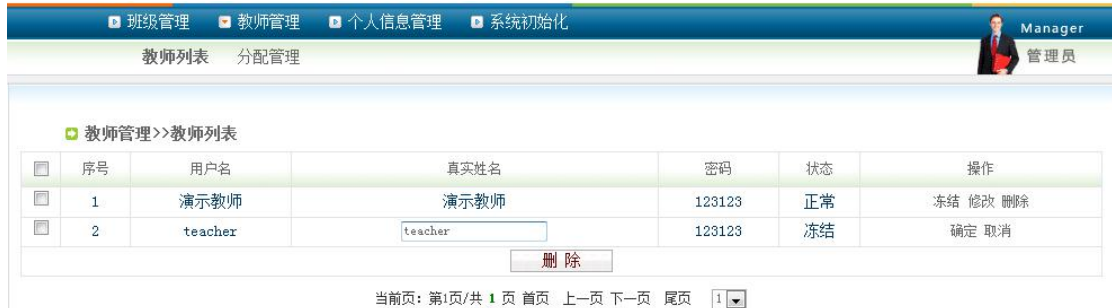 班级管理 教师管理 个人信息管理 系统初始化 Manager
教师列表 分配管理 管理员
教师管理>>教师列表
序号 用户名 真实姓名 密码 状态 操作
1 演示教师 演示教师 123123 正常 冻结 修改 删除
2 teacher teacher 123123 冻结 确定 取消
删 除
当前页：第1页/共 1 页 首页 上一页 下一页 尾页 1